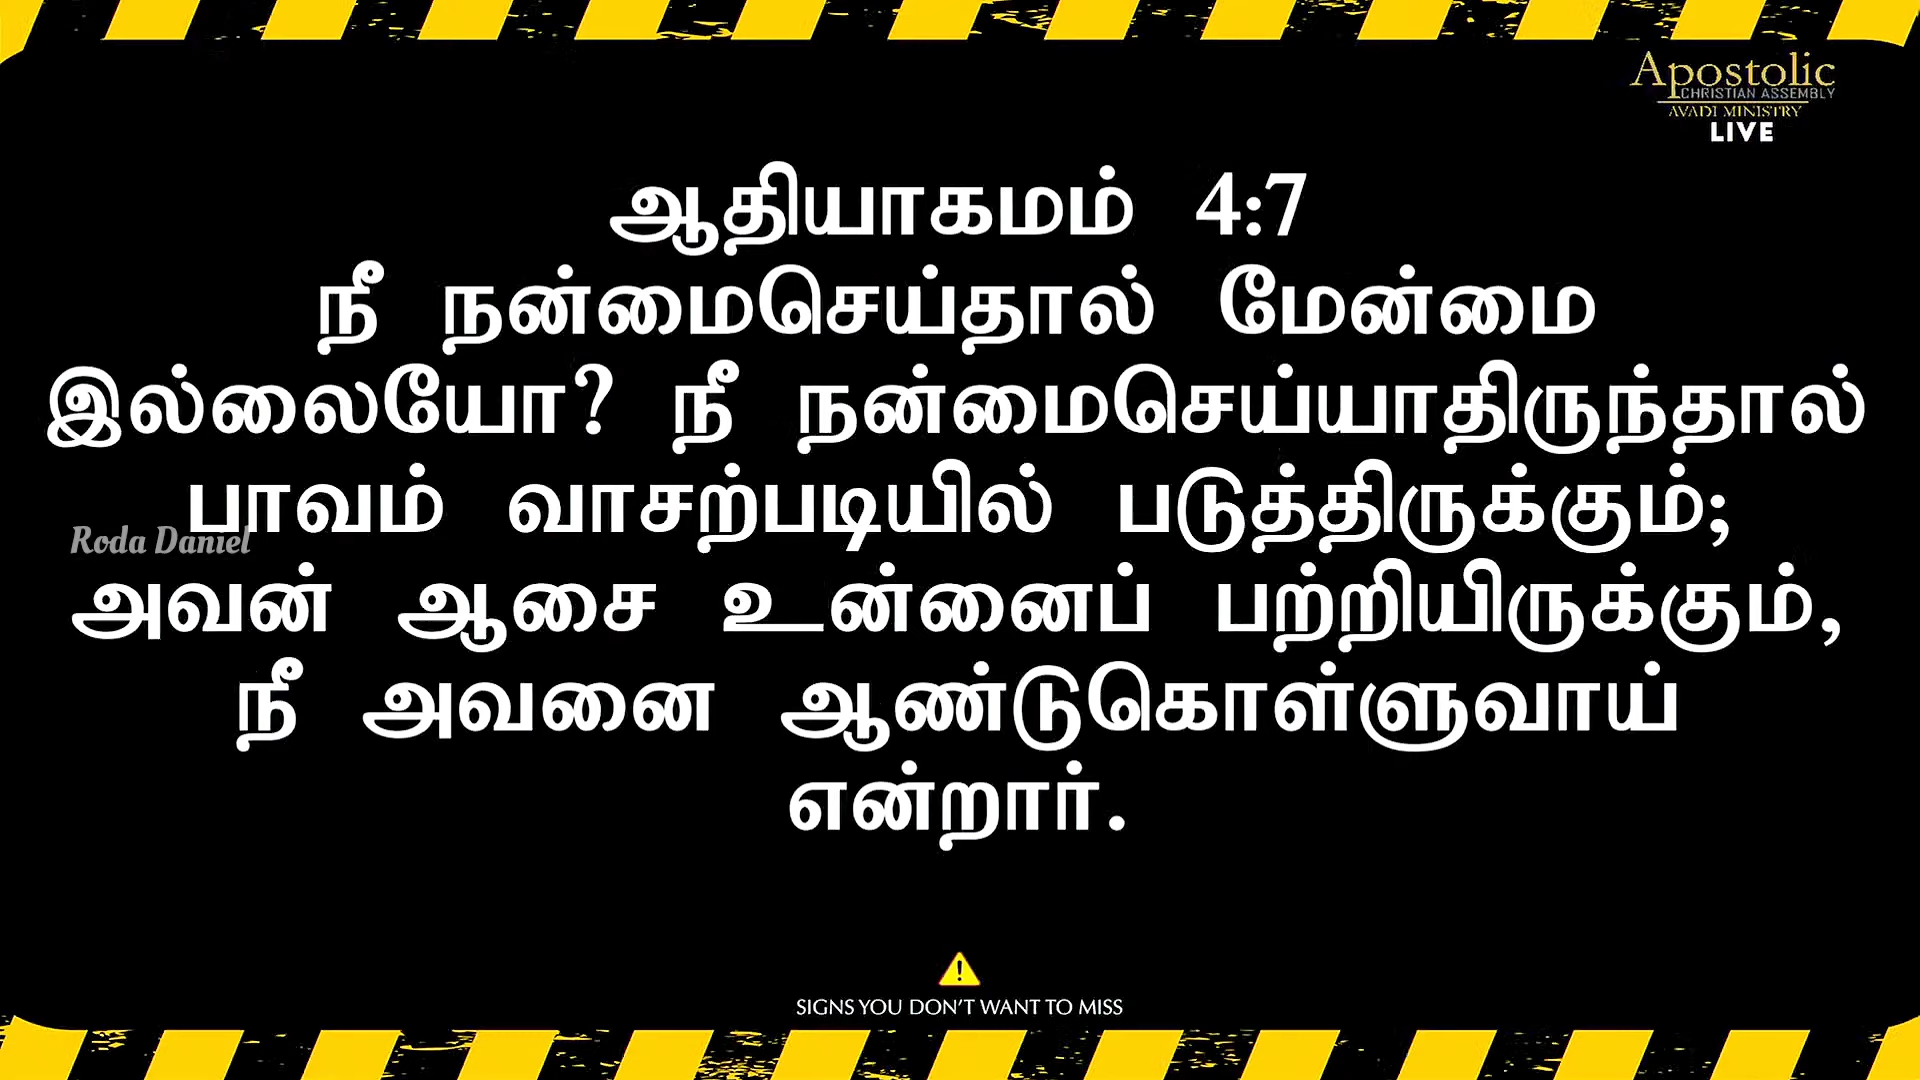 Apostolic
CHRISTIAN ASSEMBLY
AVADI MINISTRY
LIVE
ஆதியாகமம் 4:7
நீ நன்மைசெய்தால் மேன்மை
இல்லையோ? நீ நன்மைசெய்யாதிருந்தால்
பாவம் வாசற்படியில் படுத்திருக்கும்;
Roda Daniel
அவன் ஆசை உன்னைப் பற்றியிருக்கும்,
நீ அவனை ஆண்டுகொள்ளுவாய்
என்றார்.
SIGNS YOU DON'T WANT TO MISS